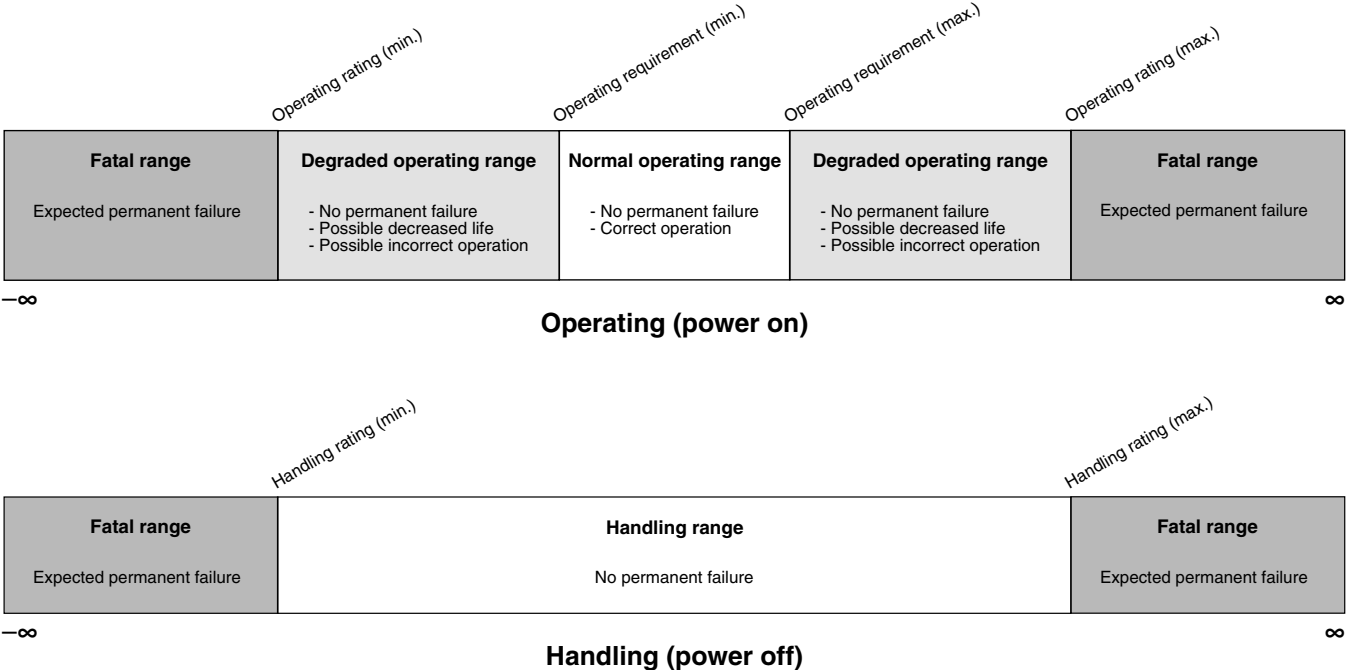 Operating rating (min.)
Operating requirement (min.)
Operating requirement (max.)
Operating rating (max.)
Fatal range
Expected permanent failure
Degraded operating range
- No permanent failure
- Possible decreased life
- Possible incorrect operation
Normal operating range
- No permanent failure
- Correct operation
Degraded operating range
- No permanent failure
- Possible decreased life
- Possible incorrect operation
Fatal range
Expected permanent failure
–∞
∞
Operating (power on)
Handling rating (min.)
Handling rating (max.)
Fatal range
Expected permanent failure
Handling range
No permanent failure
Fatal range
Expected permanent failure
–∞
∞
Handling (power off)